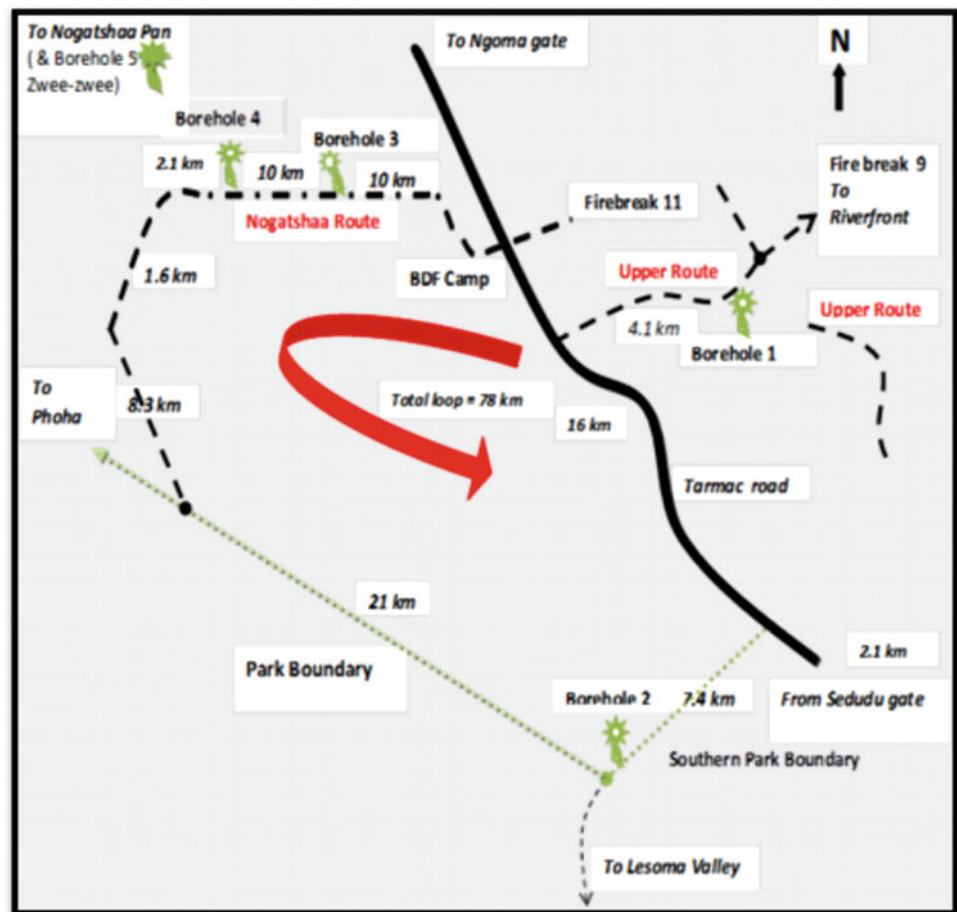 To Nogatshaa Pan
( & Borehole 5
Zwee-zwee)
To Ngoma gate
N
Borehole 4
Borehole 3
2.1 km
10 km
10 km
Nogatshaa Route
Firebreak 11
Fire break 9
To
Riverfront
BDF Camp
Upper Route
1.6 km
4.1 km
Upper Route
Borehole 1
To
Phoha
8.3 km
Total loop = 78 km
16 km
Tarmac road
21 km
Park Boundary
2.1 km
Borehole 2
7.4 km
From Sedudu gate
Southern Park Boundary
To Lesoma Valley